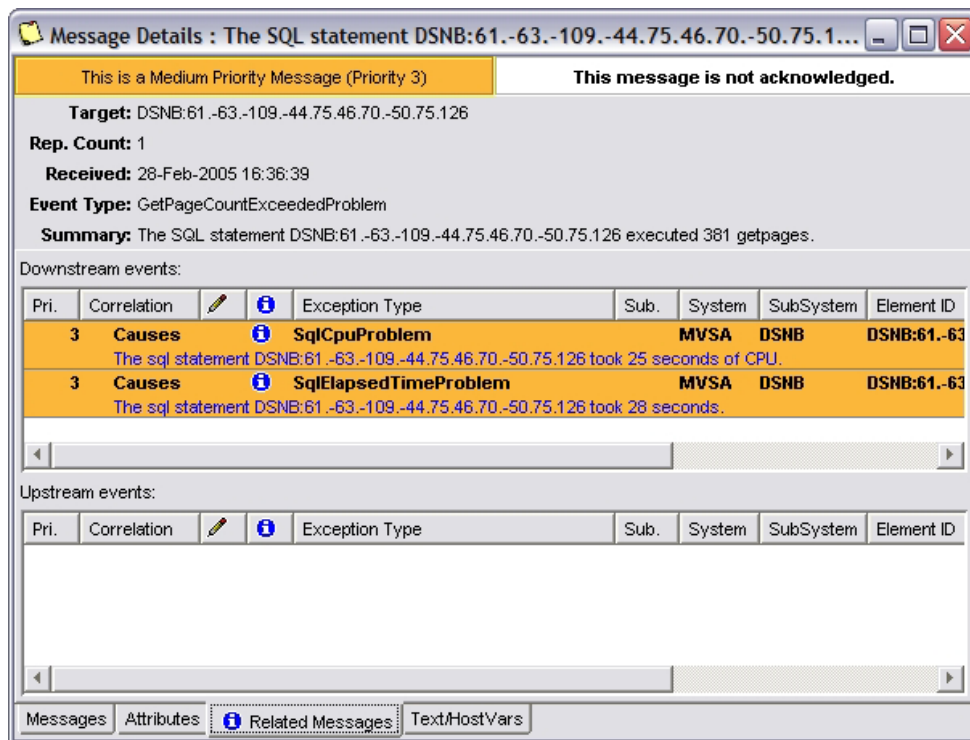 Message Details : The SQL statement DSNB:61.-63.-109.-44.75.46.70.-50.75.1...
This is a Medium Priority Message (Priority 3) This message is not acknowledged.
Target: DSNB:61.-63.-109.-44.75.46.70.-50.75.126
Rep. Count: 1
Received: 28-Feb-2005 16:36:39
Event Type: GetPageCountExceededProblem
Summary: The SQL statement DSNB:61.-63.-109.-44.75.46.70.-50.75.126 executed 381 getpages.
Downstream events:
Pri. Correlation Exception Type Sub. System SubSystem Element ID
3 Causes SqlCpuProblem MVSA DSNB DSNB:61.-63
The sql statement DSNB:61.-63.-109.-44.75.46.70.-50.75.126 took 25 seconds of CPU.
3 Causes SqlElapsedTimeProblem MVSA DSNB DSNB:61.-63
The sql statement DSNB:61.-63.-109.-44.75.46.70.-50.75.126 took 28 seconds.
Upstream events:
Pri. Correlation Exception Type Sub. System SubSystem Element ID
Messages Attributes Related Messages Text/HostVars